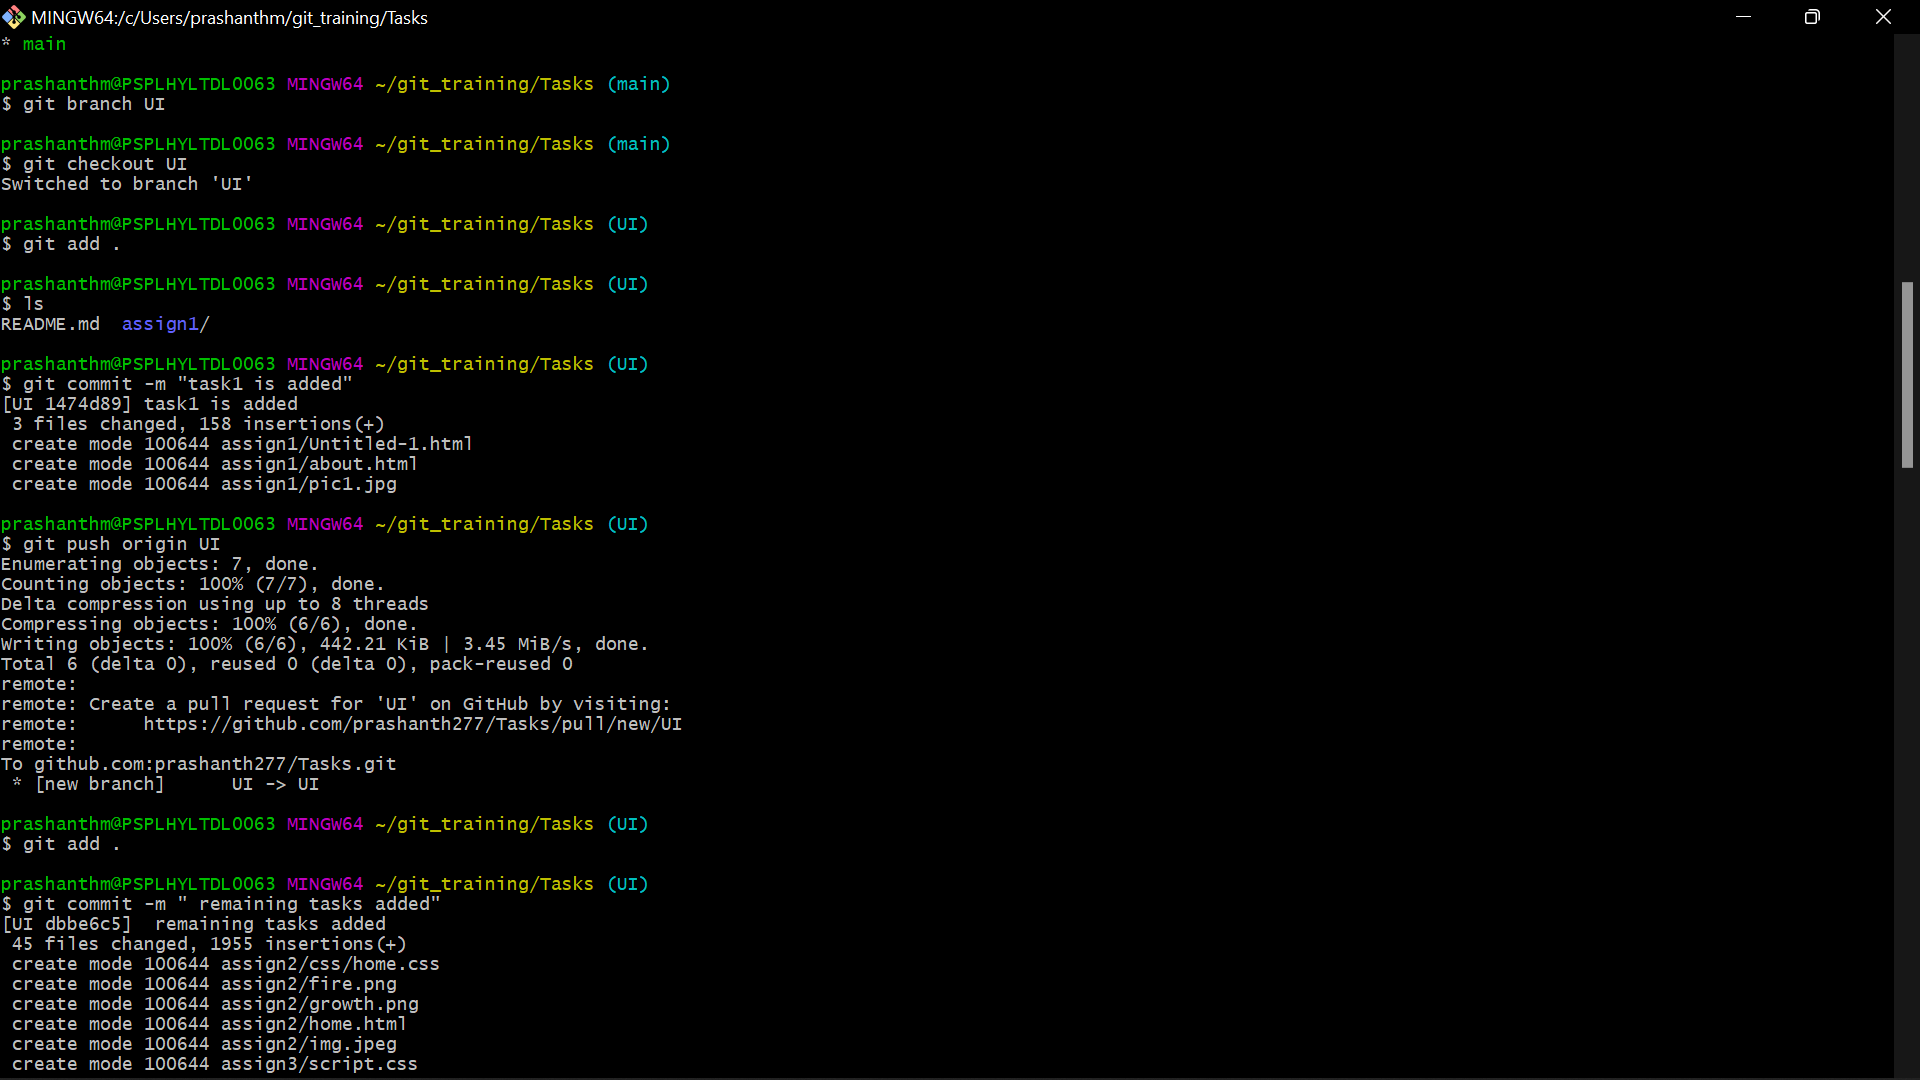 MINGW64:/c/Users/prashanthm/git_training/Tasks
* main
prashanthm@PSPLHYLTDL0063 MINGW64 ~/git_training/Tasks (main)
$ git branch UI
prashanthm@PSPLHYLTDL0063 MINGW64 ~/git_training/Tasks (main)
$ git checkout UI
Switched to branch 'UI'
prashanthm@PSPLHYLTDL0063 MINGW64 ~/git_training/Tasks (UI)
$ git add .
prashanthm@PSPLHYLTDL0063 MINGW64 ~/git_training/Tasks (UI)
$ ls
README.md  assign1/
prashanthm@PSPLHYLTDL0063 MINGW64 ~/git_training/Tasks (UI)
$ git commit -m "task1 is added"
[UI 1474d89] task1 is added
 3 files changed, 158 insertions(+)
 create mode 100644 assign1/Untitled-1.html
 create mode 100644 assign1/about.html
 create mode 100644 assign1/pic1.jpg
prashanthm@PSPLHYLTDL0063 MINGW64 ~/git_training/Tasks (UI)
$ git push origin UI
Enumerating objects: 7, done.
Counting objects: 100% (7/7), done.
Delta compression using up to 8 threads
Compressing objects: 100% (6/6), done.
Writing objects: 100% (6/6), 442.21 KiB | 3.45 MiB/s, done.
Total 6 (delta 0), reused 0 (delta 0), pack-reused 0
remote:
remote: Create a pull request for 'UI' on GitHub by visiting:
remote:      https://github.com/prashanth277/Tasks/pull/new/UI
remote:
To github.com:prashanth277/Tasks.git
 * [new branch]      UI -> UI
prashanthm@PSPLHYLTDL0063 MINGW64 ~/git_training/Tasks (UI)
$ git add .
prashanthm@PSPLHYLTDL0063 MINGW64 ~/git_training/Tasks (UI)
$ git commit -m " remaining tasks added"
[UI dbbe6c5]  remaining tasks added
 45 files changed, 1955 insertions(+)
 create mode 100644 assign2/css/home.css
 create mode 100644 assign2/fire.png
 create mode 100644 assign2/growth.png
 create mode 100644 assign2/home.html
 create mode 100644 assign2/img.jpeg
 create mode 100644 assign3/script.css